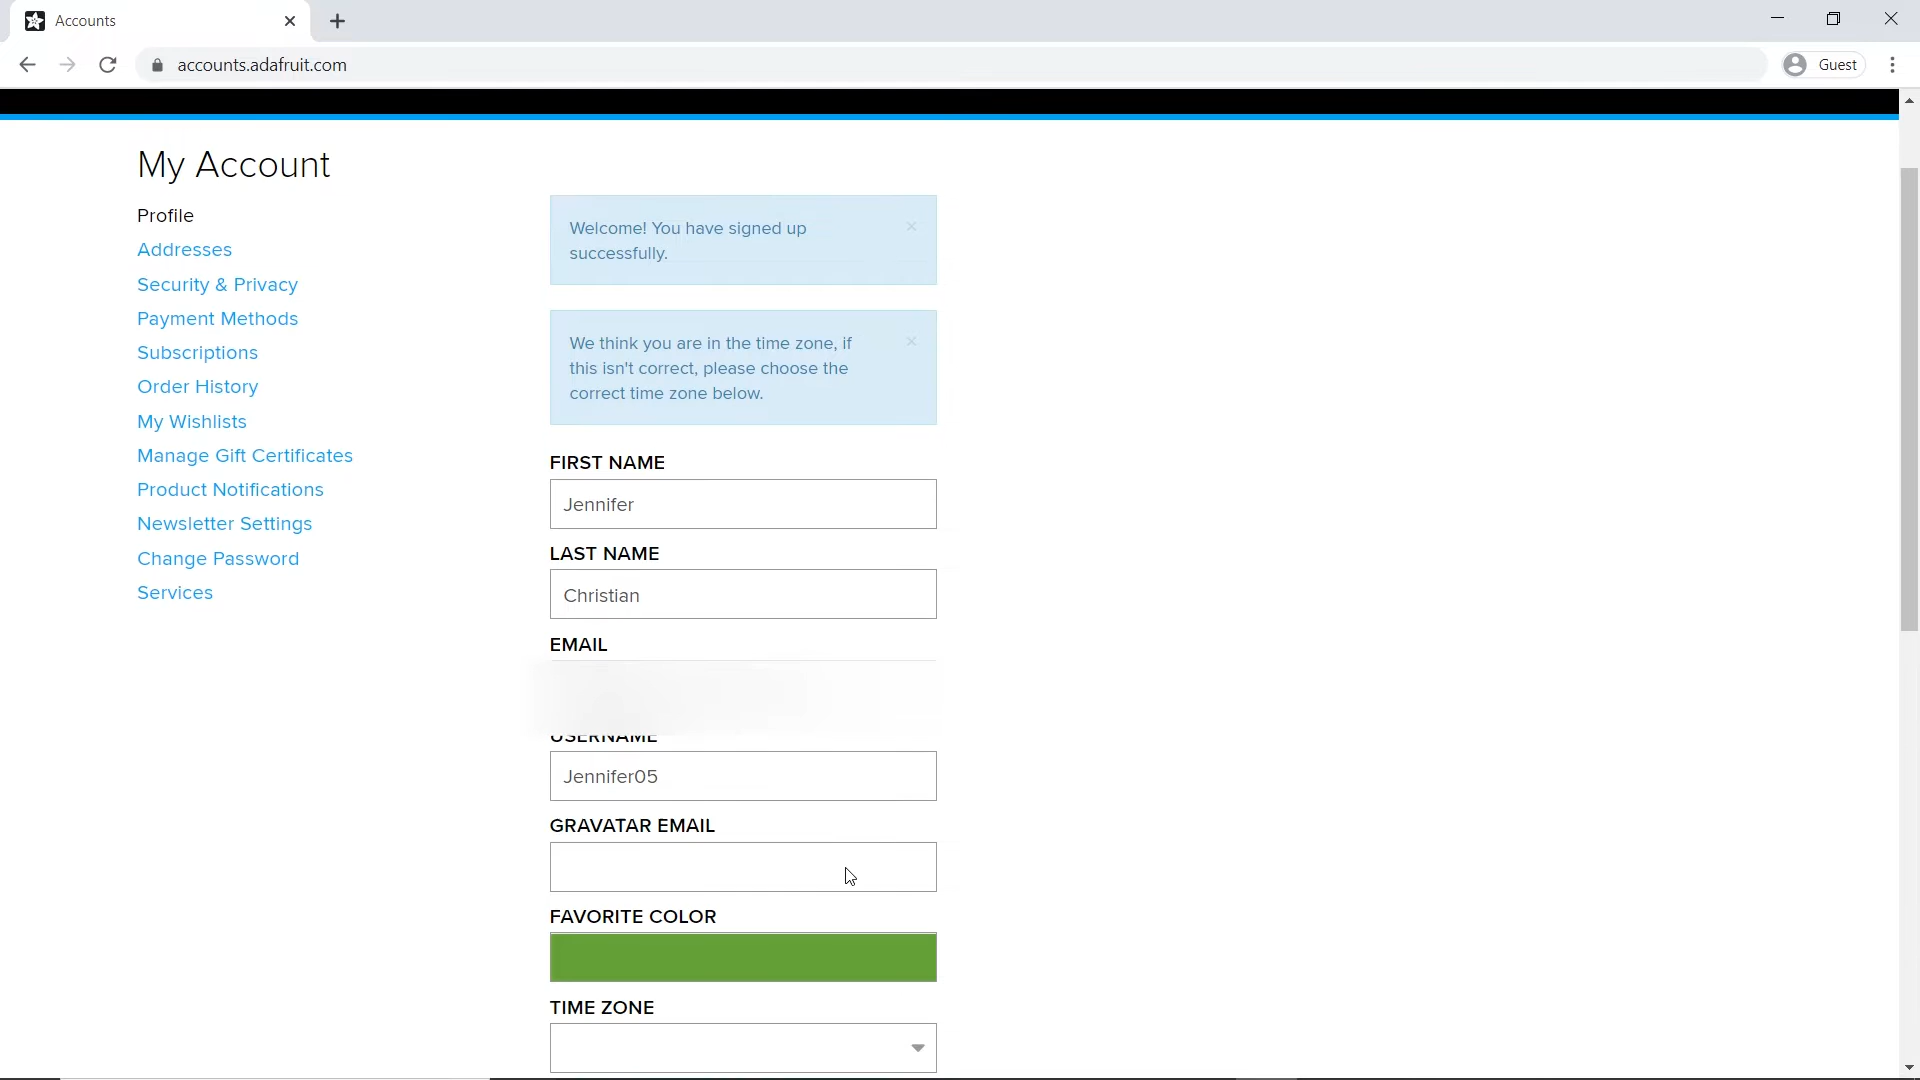 Accounts
accounts.adafruit.com
Guest
My Account
Profile
Addresses
Security & Privacy
Payment Methods
Subscriptions
Order History
My Wishlists
Manage Gift Certificates
Product Notifications
Newsletter Settings
Change Password
Services
Welcome! You have signed up
successfully.
We think you are in the time zone, if
this isn't correct, please choose the
correct time zone below.
FIRST NAME
Jennifer
LAST NAME
Christian
EMAIL
USERNAME
Jennifer05
GRAVATAR EMAIL
FAVORITE COLOR
TIME ZONE